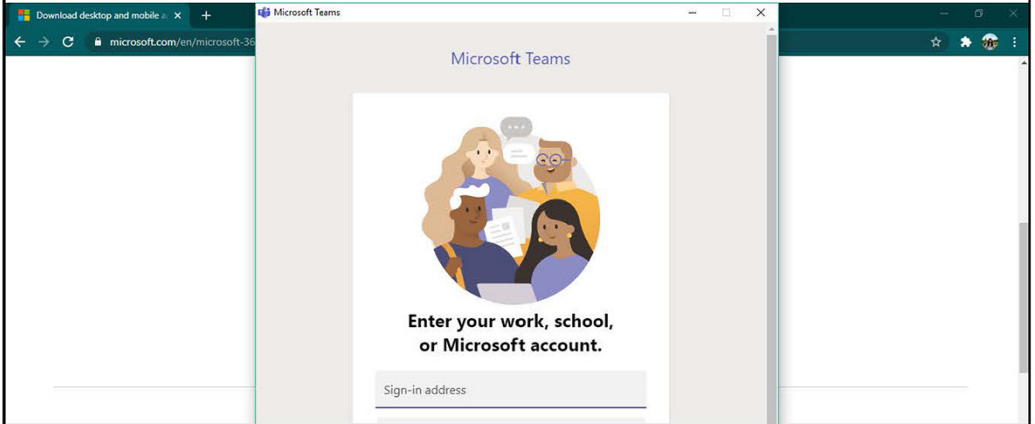 Download desktop and mobile a
Microsoft Teams
microsoft.com/en/microsoft-36
Microsoft Teams
Enter your work, school,
or Microsoft account.
Sign-in address